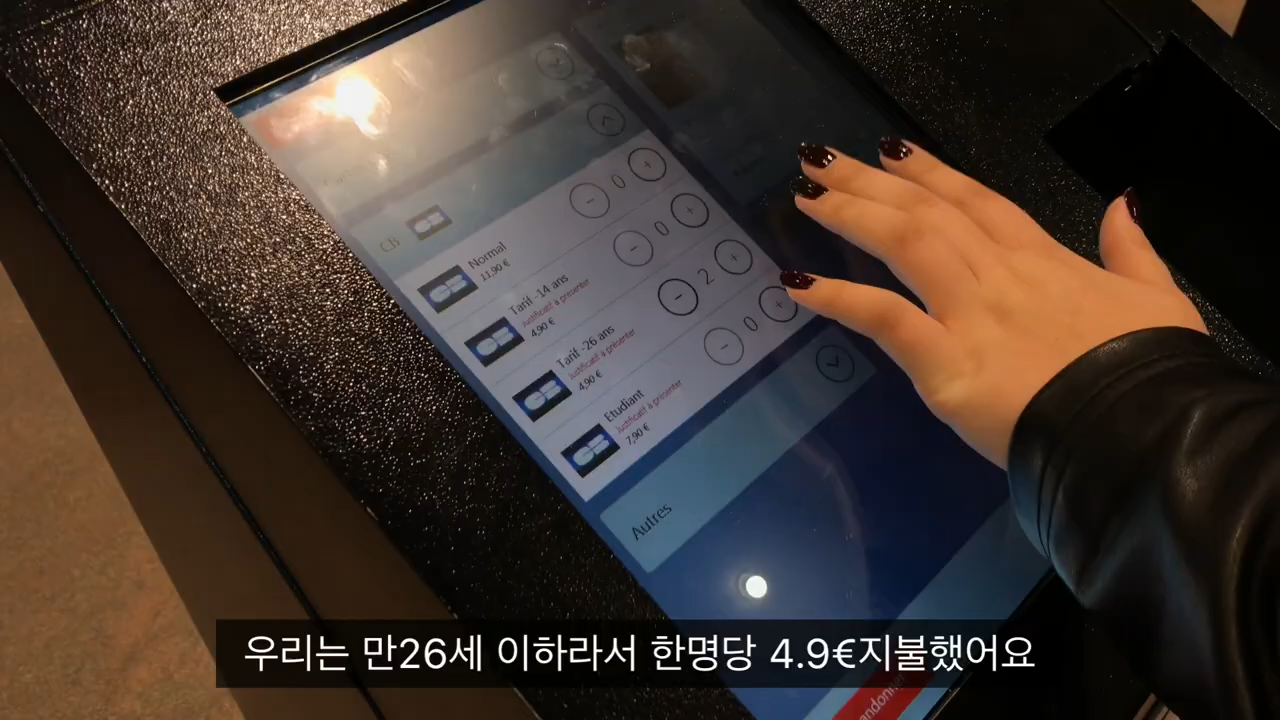 CB
Normal
11,90 €
- 0 +
Tarif -14 ans
Justificatif à présenter
4,90 €
- 0 +
Tarif -26 ans
Justificatif à présenter
4,90 €
- 2 +
Etudiant
Justificatif à présenter
7,90 €
- 0 +
Autres
우리는 만26세 이하라서 한명당 4.9€지불했어요